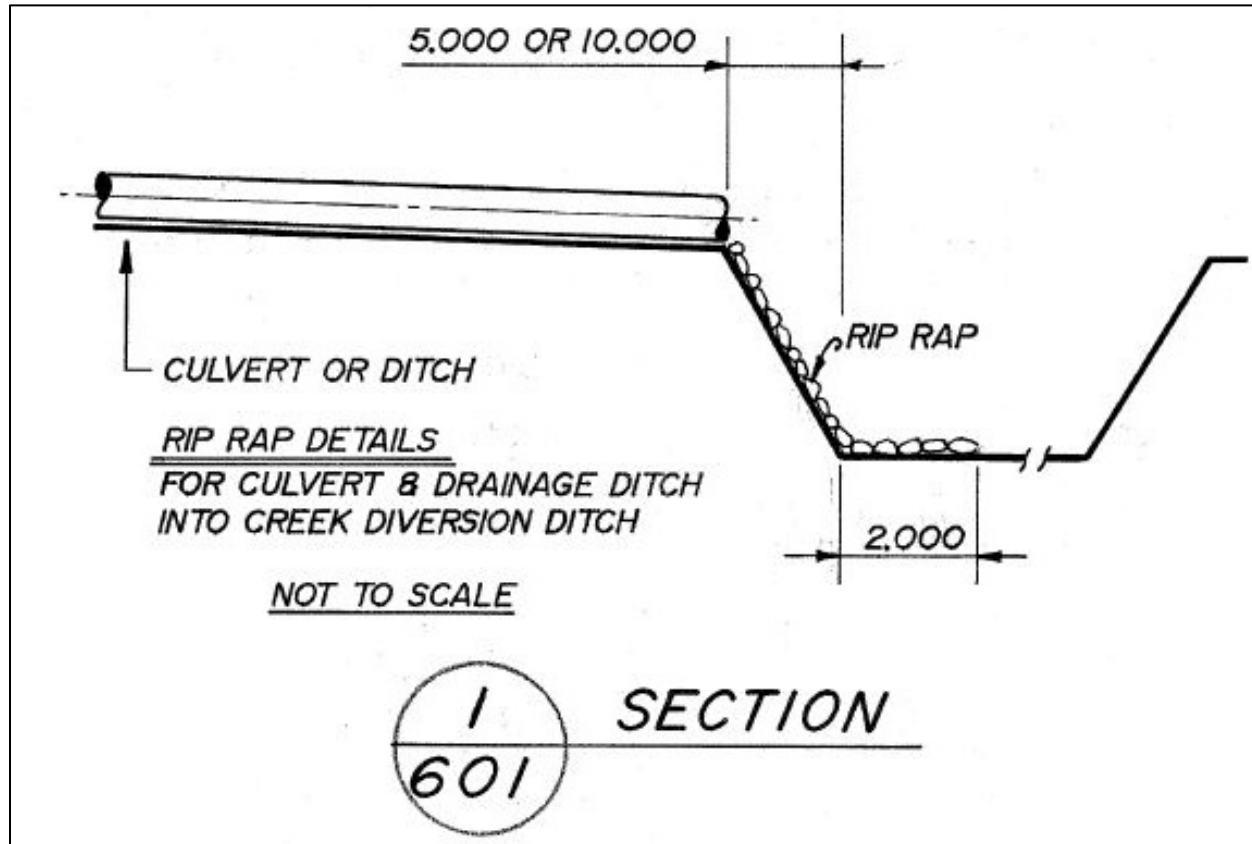 5.000 OR 10.000
RIP RAP
CULVERT OR DITCH
RIP RAP DETAILS
FOR CULVERT & DRAINAGE DITCH
INTO CREEK DIVERSION DITCH
2.000
NOT TO SCALE
1
601
SECTION